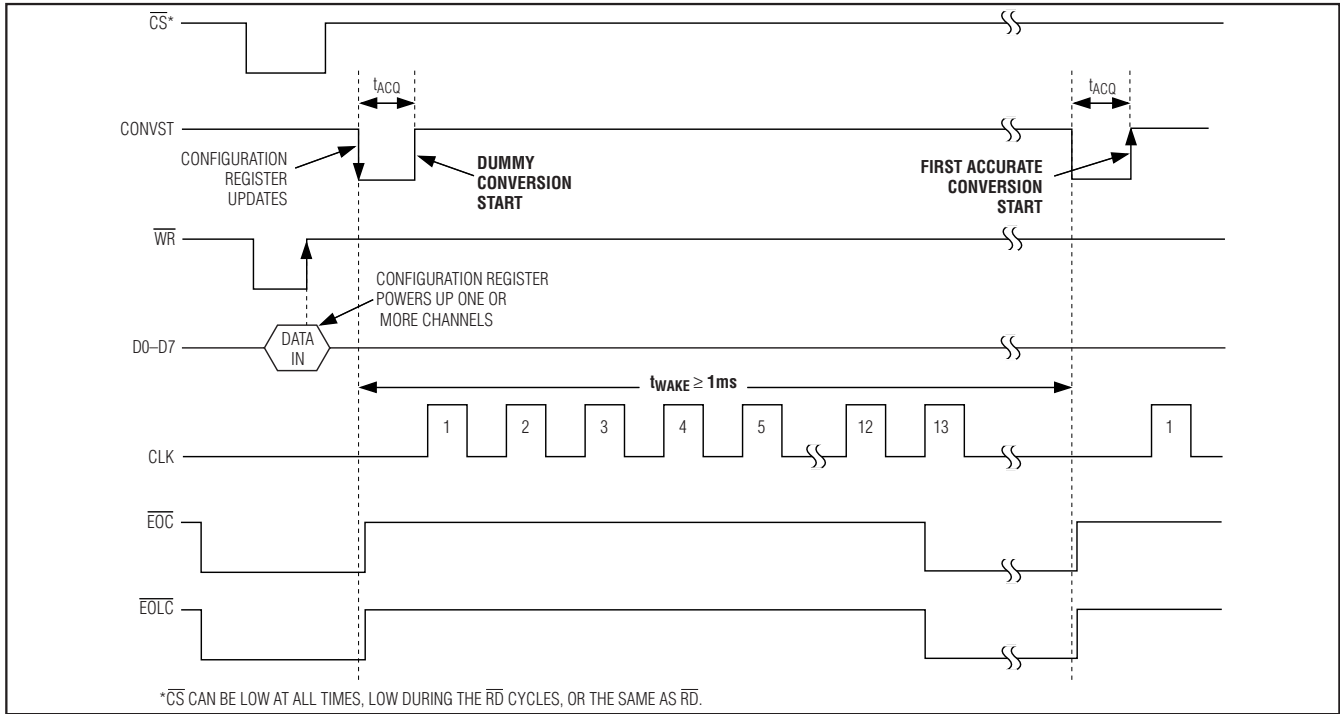 CS*
tACQ
tACQ
CONVST
CONFIGURATION
REGISTER
UPDATES
DUMMY
CONVERSION
START
FIRST ACCURATE
CONVERSION
START
WR
CONFIGURATION REGISTER
POWERS UP ONE OR
MORE CHANNELS
D0–D7
DATA
IN
tWAKE ≥ 1ms
1
2
3
4
5
12
13
1
CLK
EOC
EOLC
*CS CAN BE LOW AT ALL TIMES, LOW DURING THE RD CYCLES, OR THE SAME AS RD.